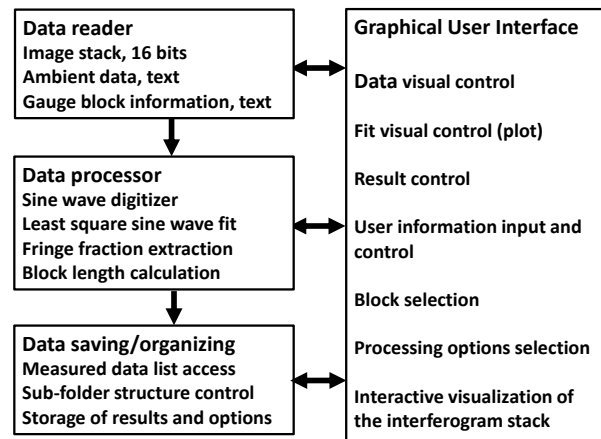 Data reader
Image stack, 16 bits
Ambient data, text
Gauge block information, text
Data processor
Sine wave digitizer
Least square sine wave fit
Fringe fraction extraction
Block length calculation
Data saving/organizing
Measured data list access
Sub-folder structure control
Storage of results and options
Graphical User Interface
Data visual control
Fit visual control (plot)
Result control
User information input and
control
Block selection
Processing options selection
Interactive visualization of
the interferogram stack